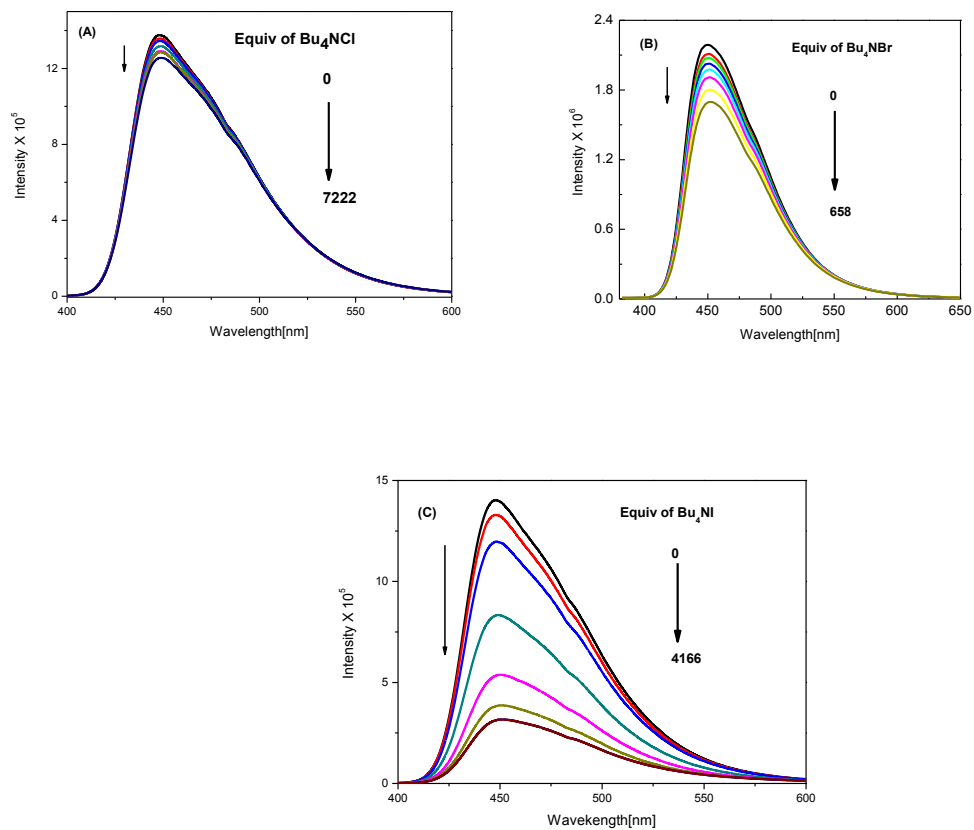 (A)
Equiv of Bu4NCl
0
7222
Intensity X 10^5
12
8
4
0
400 450 500 550 600
Wavelength[nm]
(B)
Equiv of Bu4NBr
0
658
Intensity X 10^6
2.4
1.8
1.2
0.6
0.0
400 450 500 550 600 650
Wavelength[nm]
(C)
Equiv of Bu4NI
0
4166
Intensity X 10^5
15
10
5
0
400 450 500 550 600
Wavekength[nm]